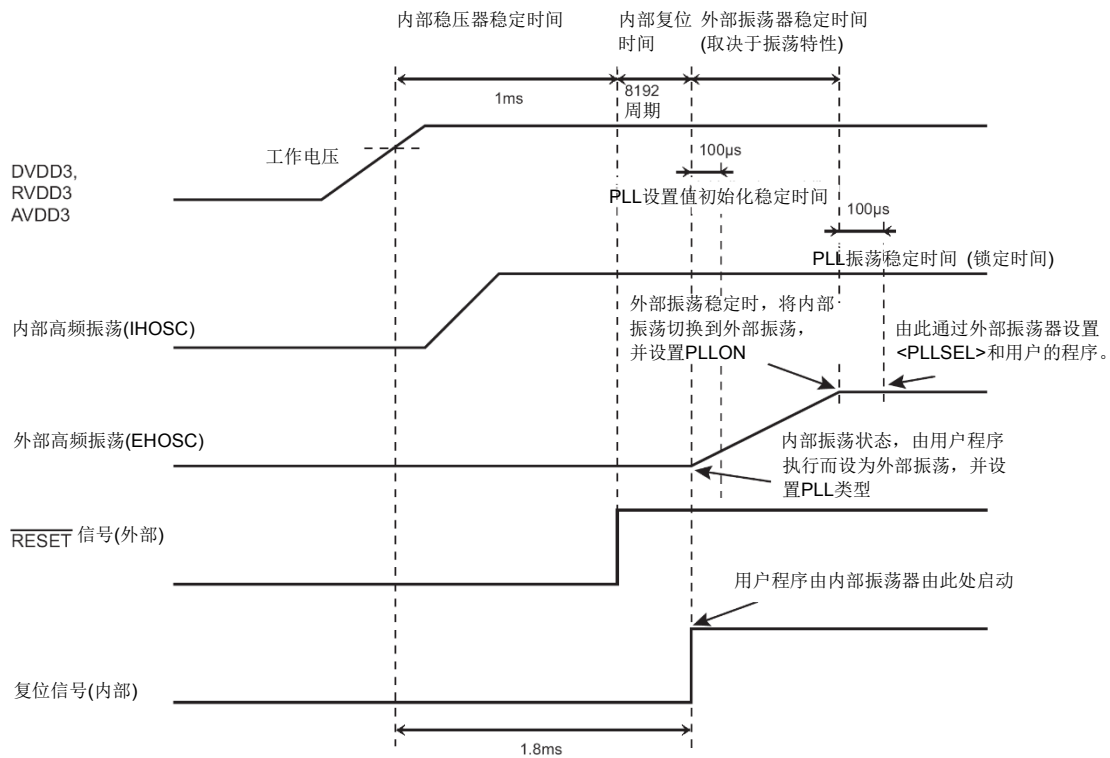 内部稳压器稳定时间
内部复位
时间
外部振荡器稳定时间
(取决于振荡特性)
1ms
8192
周期
工作电压
100μs
DVDD3,
RVDD3
AVDD3
PLL设置值初始化稳定时间
100μs
PLL振荡稳定时间 (锁定时间)
外部振荡稳定时，将内部
振荡切换到外部振荡，
并设置PLLON
由此通过外部振荡器设置
<PLLSEL>和用户的程序。
内部高频振荡(IHOSC)
外部高频振荡(EHOSC)
内部振荡状态，由用户程序
执行而设为外部振荡，并设
置PLL类型
RESET 信号(外部)
用户程序由内部振荡器由此处启动
复位信号(内部)
1.8ms